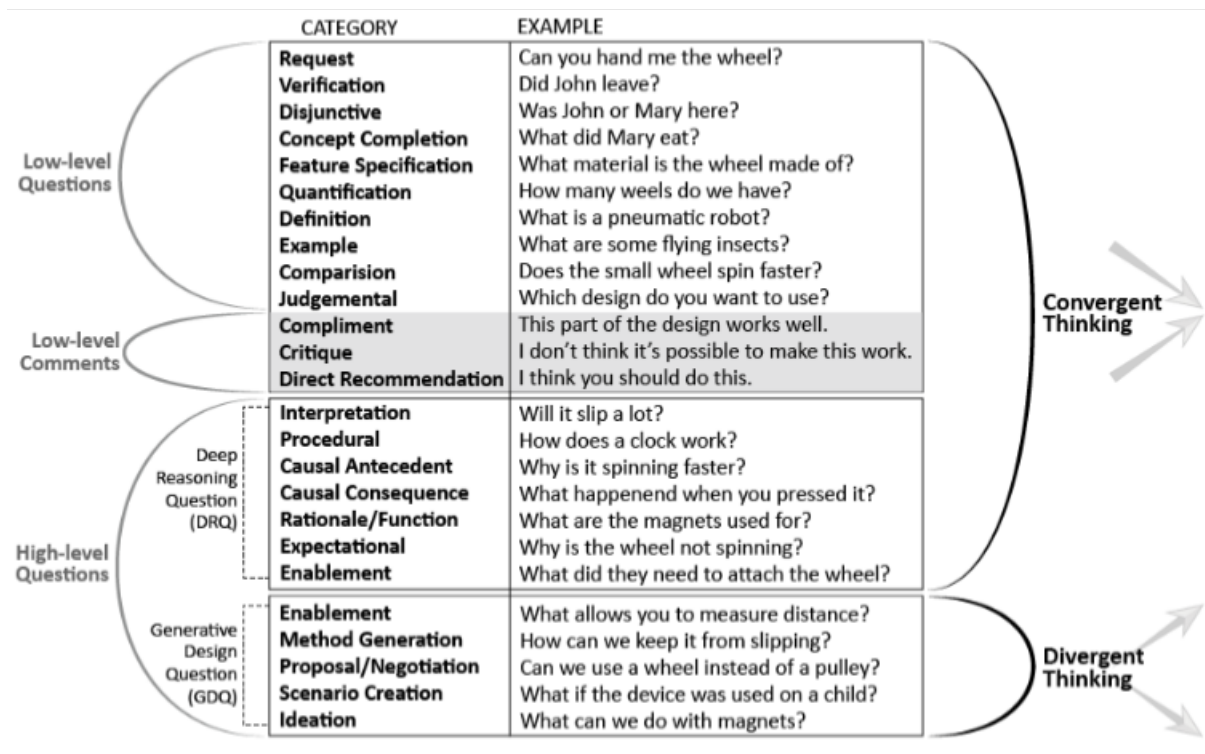 CATEGORY EXAMPLE
Request Can you hand me the wheel?
Verification Did John leave?
Disjunctive Was John or Mary here?
Concept Completion What did Mary eat?
Low-level Questions
Feature Specification What material is the wheel made of?
Quantification How many weels do we have?
Definition What is a pneumatic robot?
Example What are some flying insects?
Comparision Does the small wheel spin faster?
Judgemental Which design do you want to use?
Low-level Comments
Compliment This part of the design works well.
Critique I don't think it's possible to make this work.
Direct Recommendation I think you should do this.
Convergent Thinking
High-level Questions
Deep Reasoning Question (DRQ)
Interpretation Will it slip a lot?
Procedural How does a clock work?
Causal Antecedent Why is it spinning faster?
Causal Consequence What happenend when you pressed it?
Rationale/Function What are the magnets used for?
Expectational Why is the wheel not spinning?
Enablement What did they need to attach the wheel?
Generative Design Question (GDQ)
Enablement What allows you to measure distance?
Method Generation How can we keep it from slipping?
Proposal/Negotiation Can we use a wheel instead of a pulley?
Scenario Creation What if the device was used on a child?
Ideation What can we do with magnets?
Divergent Thinking